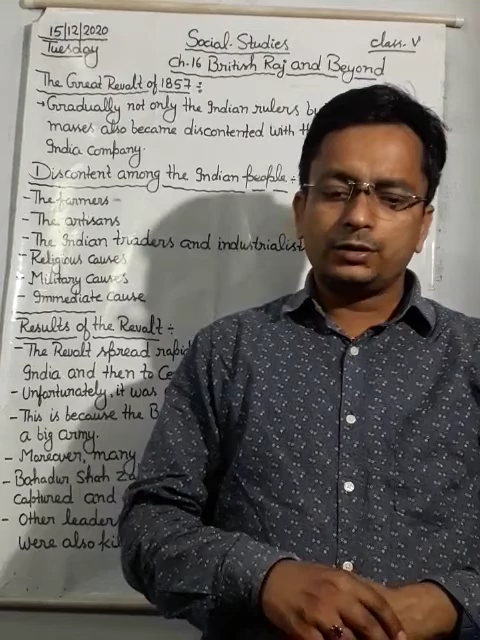 15/12/2020
Tuesday
Social-Studies
class-V
Ch.16 British Raj and Beyond
The Great Revolt of 1857:
→Gradually not only the Indian rulers
masses also became discontented with
India company.
Discontent among the Indian people:
-The farmers-
-The artisans
-The Indian traders and industrialist
- Religious causes
- Military causes
- Immediate cause
Results of the Revolt:
- The Revolt spread
India and then to
- Unfortunately, it was
- This is because the B
a big army.
- Moreover, many
- Bahadur Shah Za
captured and
- Other leader
were also